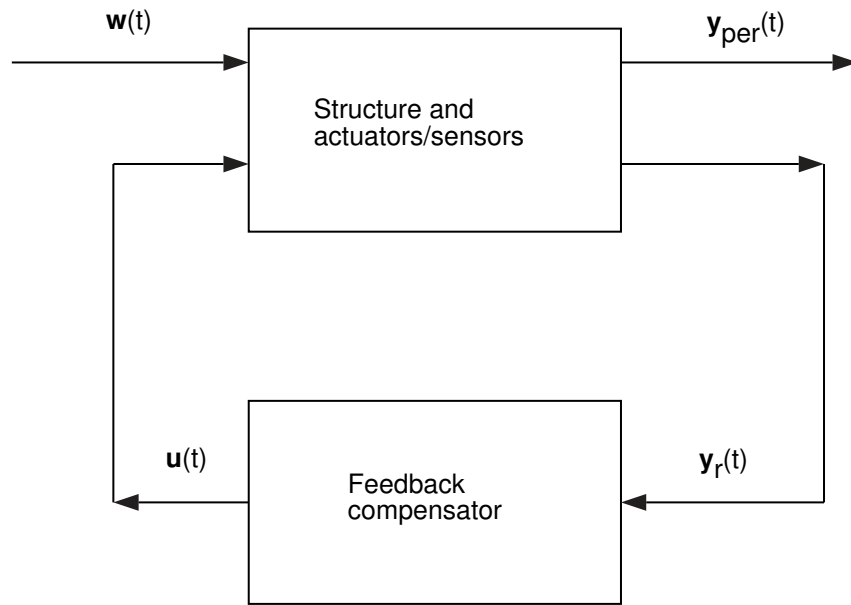 w(t)
y_per(t)
Structure and
actuators/sensors
u(t)
y_r(t)
Feedback
compensator